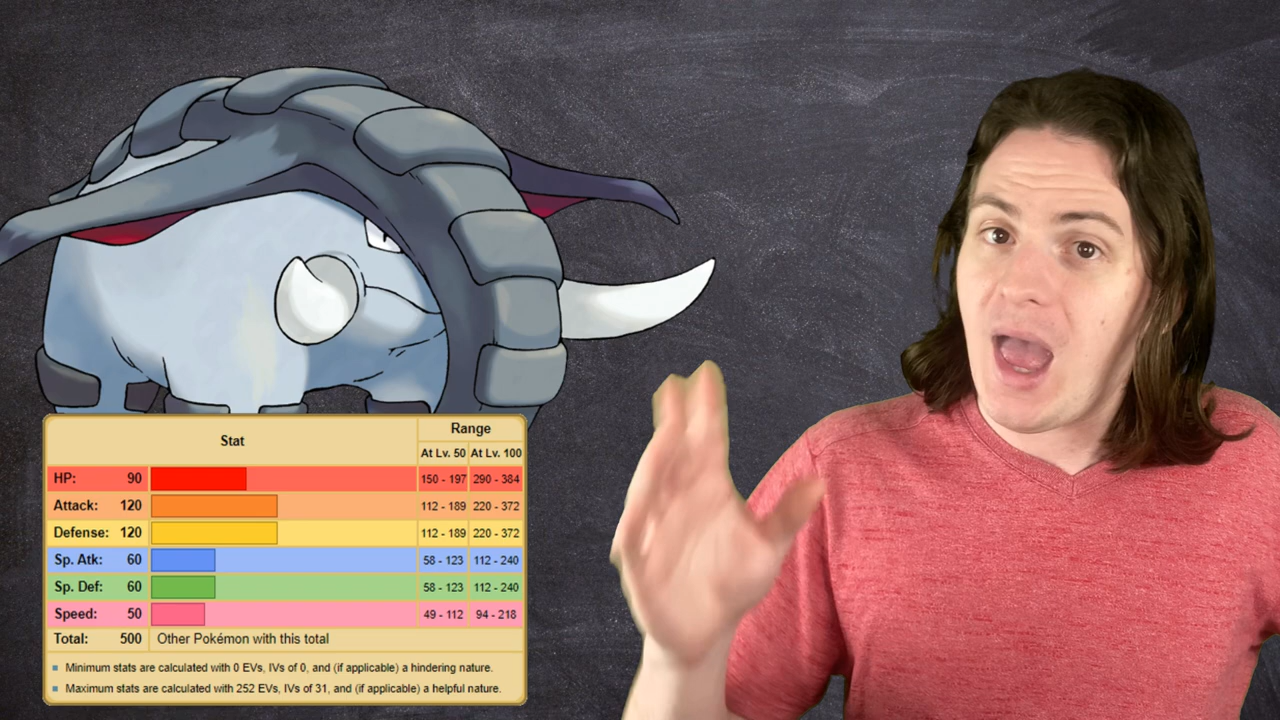 Stat Range
At Lv. 50 At Lv. 100
HP: 90 150 - 197 290 - 384
Attack: 120 112 - 189 220 - 372
Defense: 120 112 - 189 220 - 372
Sp. Atk: 60 58 - 123 112 - 240
Sp. Def: 60 58 - 123 112 - 240
Speed: 50 49 - 112 94 - 218
Total: 500 Other Pokémon with this total
Minimum stats are calculated with 0 EVs, IVs of 0, and (if applicable) a hindering nature.
Maximum stats are calculated with 252 EVs, IVs of 31, and (if applicable) a helpful nature.